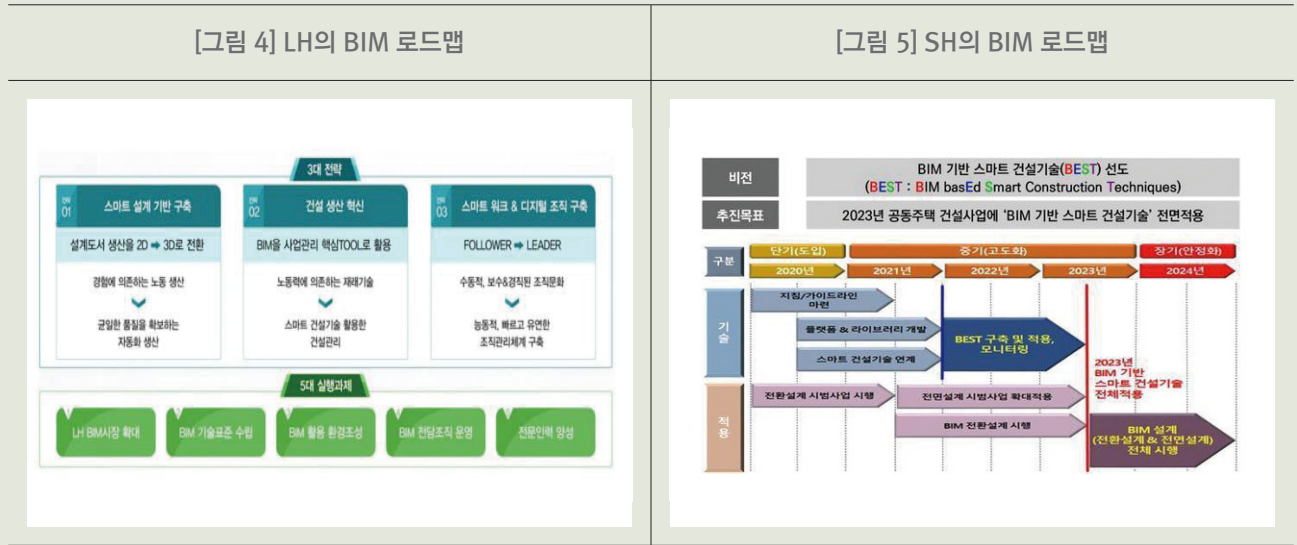 [그림 4] LH의 BIM 로드맵
[그림 5] SH의 BIM 로드맵
3대 전략
전략
01
스마트 설계 기반 구축
설계도서 생산을 2D ➡ 3D로 전환
경험에 의존하는 노동 생산
균일한 품질을 확보하는
자동화 생산
전략
02
건설 생산 혁신
BIM을 사업관리 핵심TOOL로 활용
노동력에 의존하는 재래기술
스마트 건설기술 활용한
건설관리
전략
03
스마트 워크 & 디지털 조직 구축
FOLLOWER ➡ LEADER
수동적, 보수&경직된 조직문화
능동적, 빠르고 유연한
조직관리체계 구축
5대 실행과제
LH BIM시장 확대
BIM 기술표준 수립
BIM 활용 환경조성
BIM 전담조직 운영
전문인력 양성
비전
BIM 기반 스마트 건설기술(BEST) 선도
(BEST : BIM basEd Smart Construction Techniques)
추진목표
2023년 공동주택 건설사업에 'BIM 기반 스마트 건설기술' 전면적용
구분
단기(도입)
중기(고도화)
장기(안정화)
2020년
2021년
2022년
2023년
2024년
기술
지침/가이드라인
마련
플랫폼 & 라이브러리 개발
스마트 건설기술 연계
BEST 구축 및 적용,
모니터링
2023년
BIM 기반
스마트 건설기술
전체적용
적용
전환설계 시범사업 시행
전면설계 시범사업 확대적용
BIM 전환설계 시행
BIM 설계
(전환설계 & 전면설계)
전체 시행